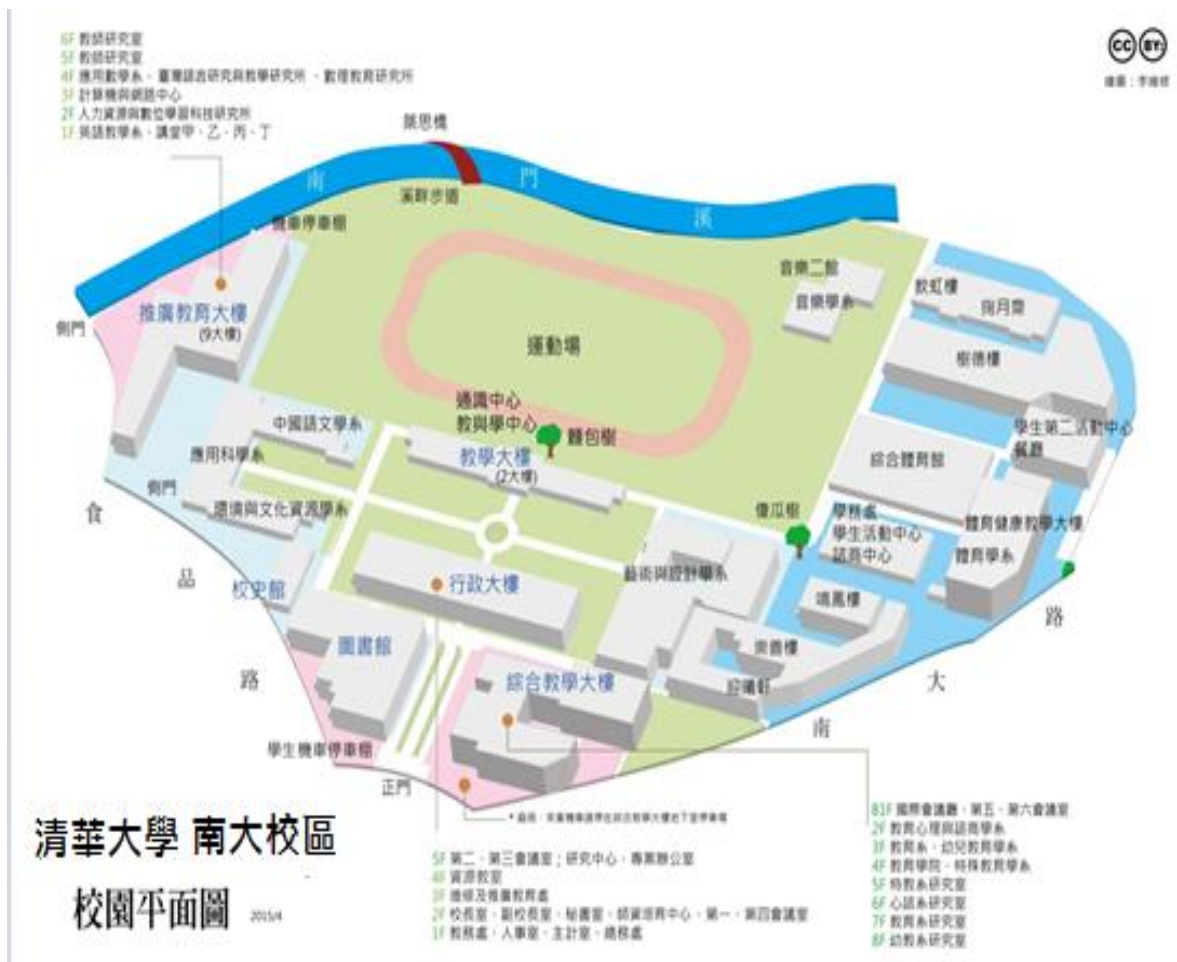 6F 教師研究室
5F 教師研究室
4F 應用數學系、臺灣語言研究與教學研究所、數理教育研究所
3F 計算機與網路中心
2F 人力資源與數位學習科技研究所
1F 英語教學系、講堂甲、乙、丙、丁
CC BY:
南 門 溪
溪畔步道
機車停車棚
推廣教育大樓
(9大樓)
側門
運動場
音樂二館
音樂學系
飲虹樓
掬月齋
樹德樓
通識中心
教與學中心
麵包樹
教學大樓
(2大樓)
中國語文學系
應用科學系
側門
環境與文化資源學系
學生第二活動中心
餐廳
綜合體育館
傻瓜樹
學務處
學生活動中心
諮商中心
體育健康教學大樓
體育學系
藝術與設計學系
鳴鳳樓
崇善樓
迎曦軒
食 品 路
校史館
行政大樓
圖書館
綜合教學大樓
南 大 路
學生機車停車棚
正門
清華大學 南大校區
校園平面圖 2015/4
5F 第二、第三會議室；研究中心、專案辦公室
4F 資源教室
3F 進修及推廣教育處
2F 校長室、副校長室、秘書室、師資培育中心、第一、第四會議室
1F 教務處、人事室、主計室、總務處
B1F 國際會議廳、第五、第六會議室
2F 教育心理與諮商學系
3F 教育系、幼兒教育學系
4F 教育學院、特殊教育學系
5F 特教系研究室
6F 心諮系研究室
7F 教育系研究室
8F 幼教系研究室